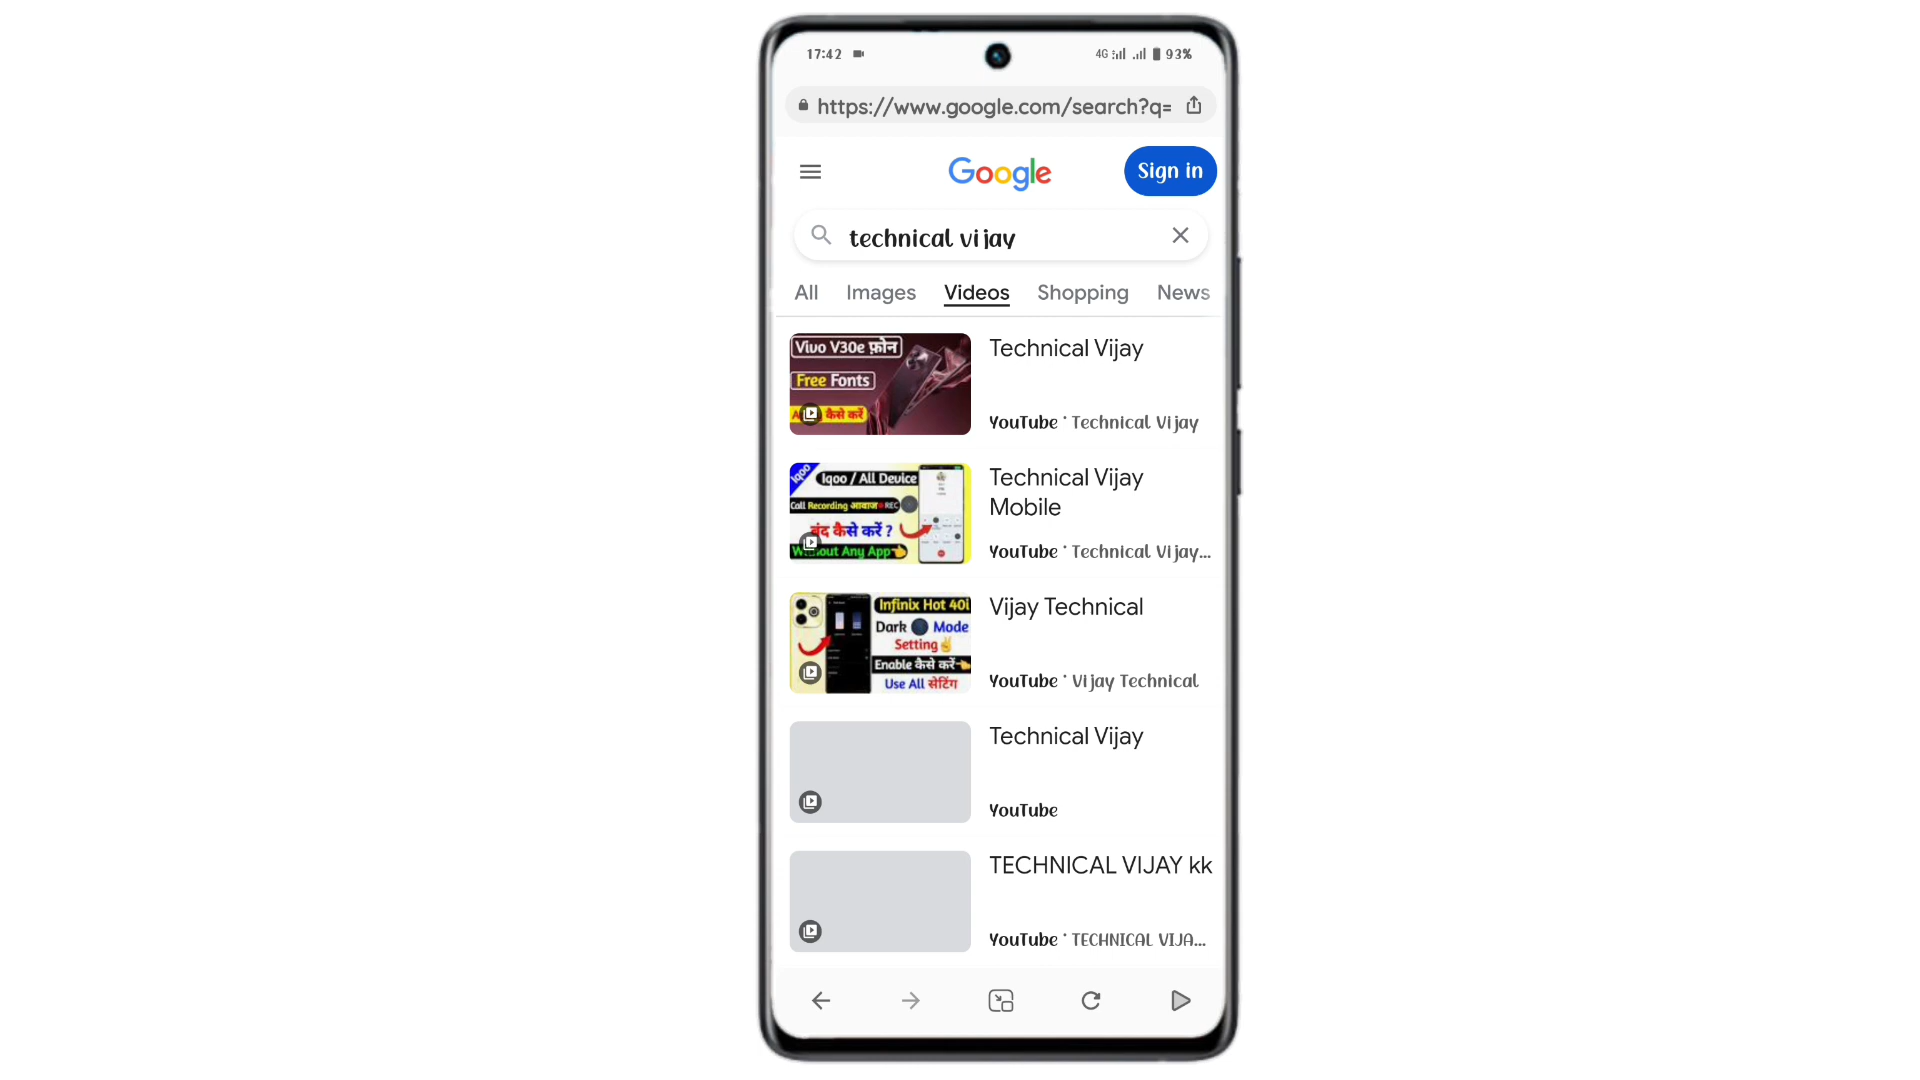 17:42 4G 93%
https://www.google.com/search?q=
Google
Sign in
technical vijay
All Images Videos Shopping News
Vivo V30e फ़ोन
Free Fonts
कैसे करें
Technical Vijay
YouTube · Technical Vijay
Iqoo
Iqoo / All Device
Call Recording आवाज REC
बंद कैसे करें ?
Without Any App
Technical Vijay
Mobile
YouTube · Technical Vijay...
Infinix Hot 40i
Dark Mode
Setting
Enable कैसे करें
Use All सेटिंग
Vijay Technical
YouTube · Vijay Technical
Technical Vijay
YouTube
TECHNICAL VIJAY kk
YouTube · TECHNICAL VIJA...